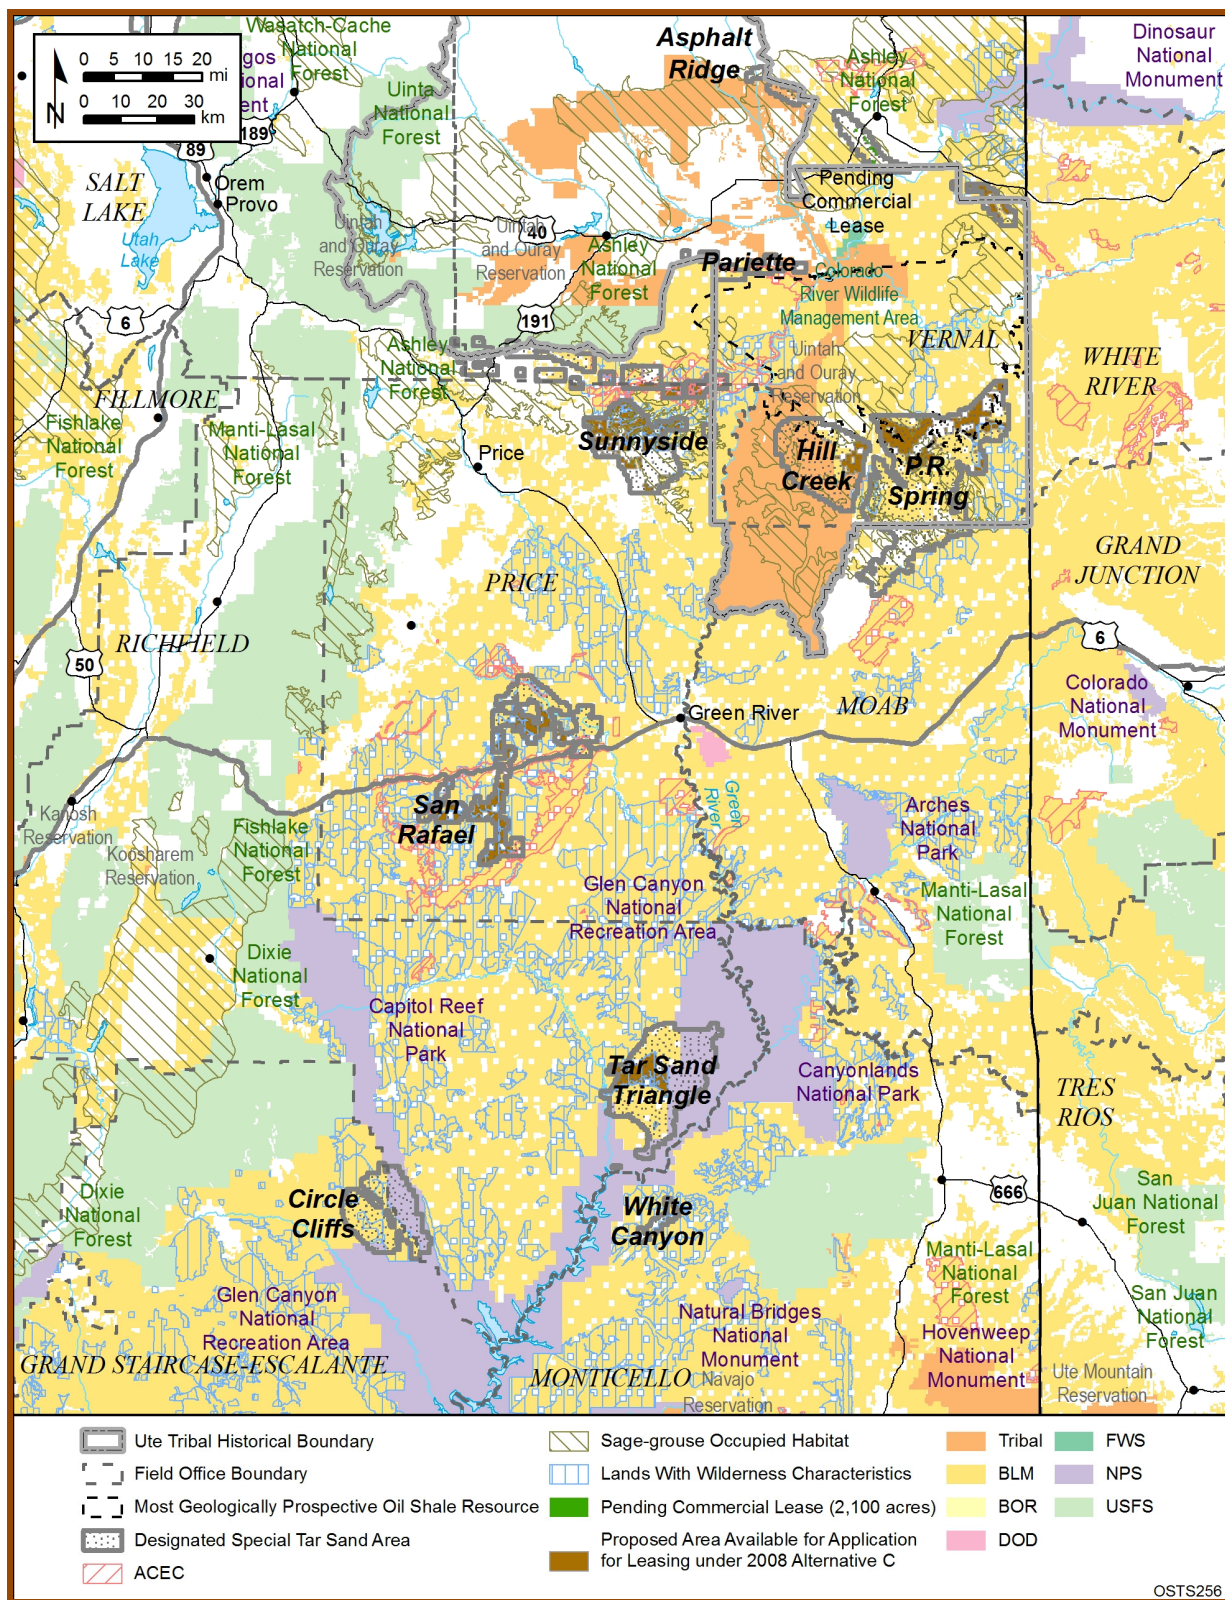 Wasatch-Cache
National
Forest
gos
ional
ent
0 5 10 15 20
mi
0 10 20 30
km
N
189
89
Uinta
National
Forest
Asphalt
Ridge
Ashley
National
Forest
Dinosaur
National
Monument
SALT
LAKE
Orem
Provo
Utah
Lake
Uintah
and Ouray
Reservation
Uintah
and Ouray
Reservation
40
Ashley
National
Forest
Pending
Commercial
Lease
Pariette
Colorado
River Wildlife
Management Area
6
191
VERNAL
WHITE
RIVER
Ashley
National
Forest
Uintah
and Ouray
Reservation
FILLMORE
Fishlake
National
Forest
Manti-Lasal
National
Forest
Price
Sunnyside
Hill
Creek
P.R.
Spring
PRICE
GRAND
JUNCTION
RICHFIELD
50
6
Green River
MOAB
Colorado
National
Monument
Green
River
San
Rafael
Kanosh
Reservation
Koosharem
Reservation
Fishlake
National
Forest
Arches
National
Park
Glen Canyon
National
Recreation Area
Manti-Lasal
National
Forest
Dixie
National
Forest
Capitol Reef
National
Park
Tar Sand
Triangle
Canyonlands
National Park
TRES
RIOS
Dixie
National
Forest
Circle
Cliffs
White
Canyon
666
San
Juan National
Forest
Manti-Lasal
National
Forest
Glen Canyon
National
Recreation Area
Natural Bridges
National
Monument
Hovenweep
National
Monument
San Juan
National
Forest
GRAND STAIRCASE-ESCALANTE
MONTICELLO
Navajo
Reservation
Ute Mountain
Reservation
Ute Tribal Historical Boundary
Field Office Boundary
Most Geologically Prospective Oil Shale Resource
Designated Special Tar Sand Area
ACEC
Sage-grouse Occupied Habitat
Lands With Wilderness Characteristics
Pending Commercial Lease (2,100 acres)
Proposed Area Available for Application
for Leasing under 2008 Alternative C
Tribal
BLM
BOR
DOD
FWS
NPS
USFS
OSTS256